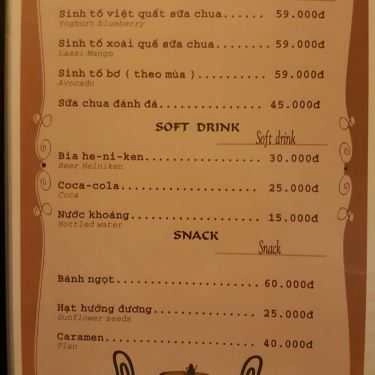 Sinh tố việt quất sữa chua...... 59.000đ
Yoghurt blueberry
Sinh tố xoài quế sữa chua........ 59.000đ
Lassi Mango
Sinh tố bơ ( theo mùa ).......... 59.000đ
Avocado
Sữa chua đánh đá............... 45.000đ
SOFT DRINK
Soft drink
Bia he-ni-ken................. 30.000đ
Beer Heiniken
Coca-cola.................... 25.000đ
Coca
Nước khoáng................... 15.000đ
Bottled water
SNACK
Snack
Bánh ngọt.................... 60.000đ
Hạt hướng dương............... 25.000đ
Sunflower seeds
Caramen...................... 40.000đ
Flan